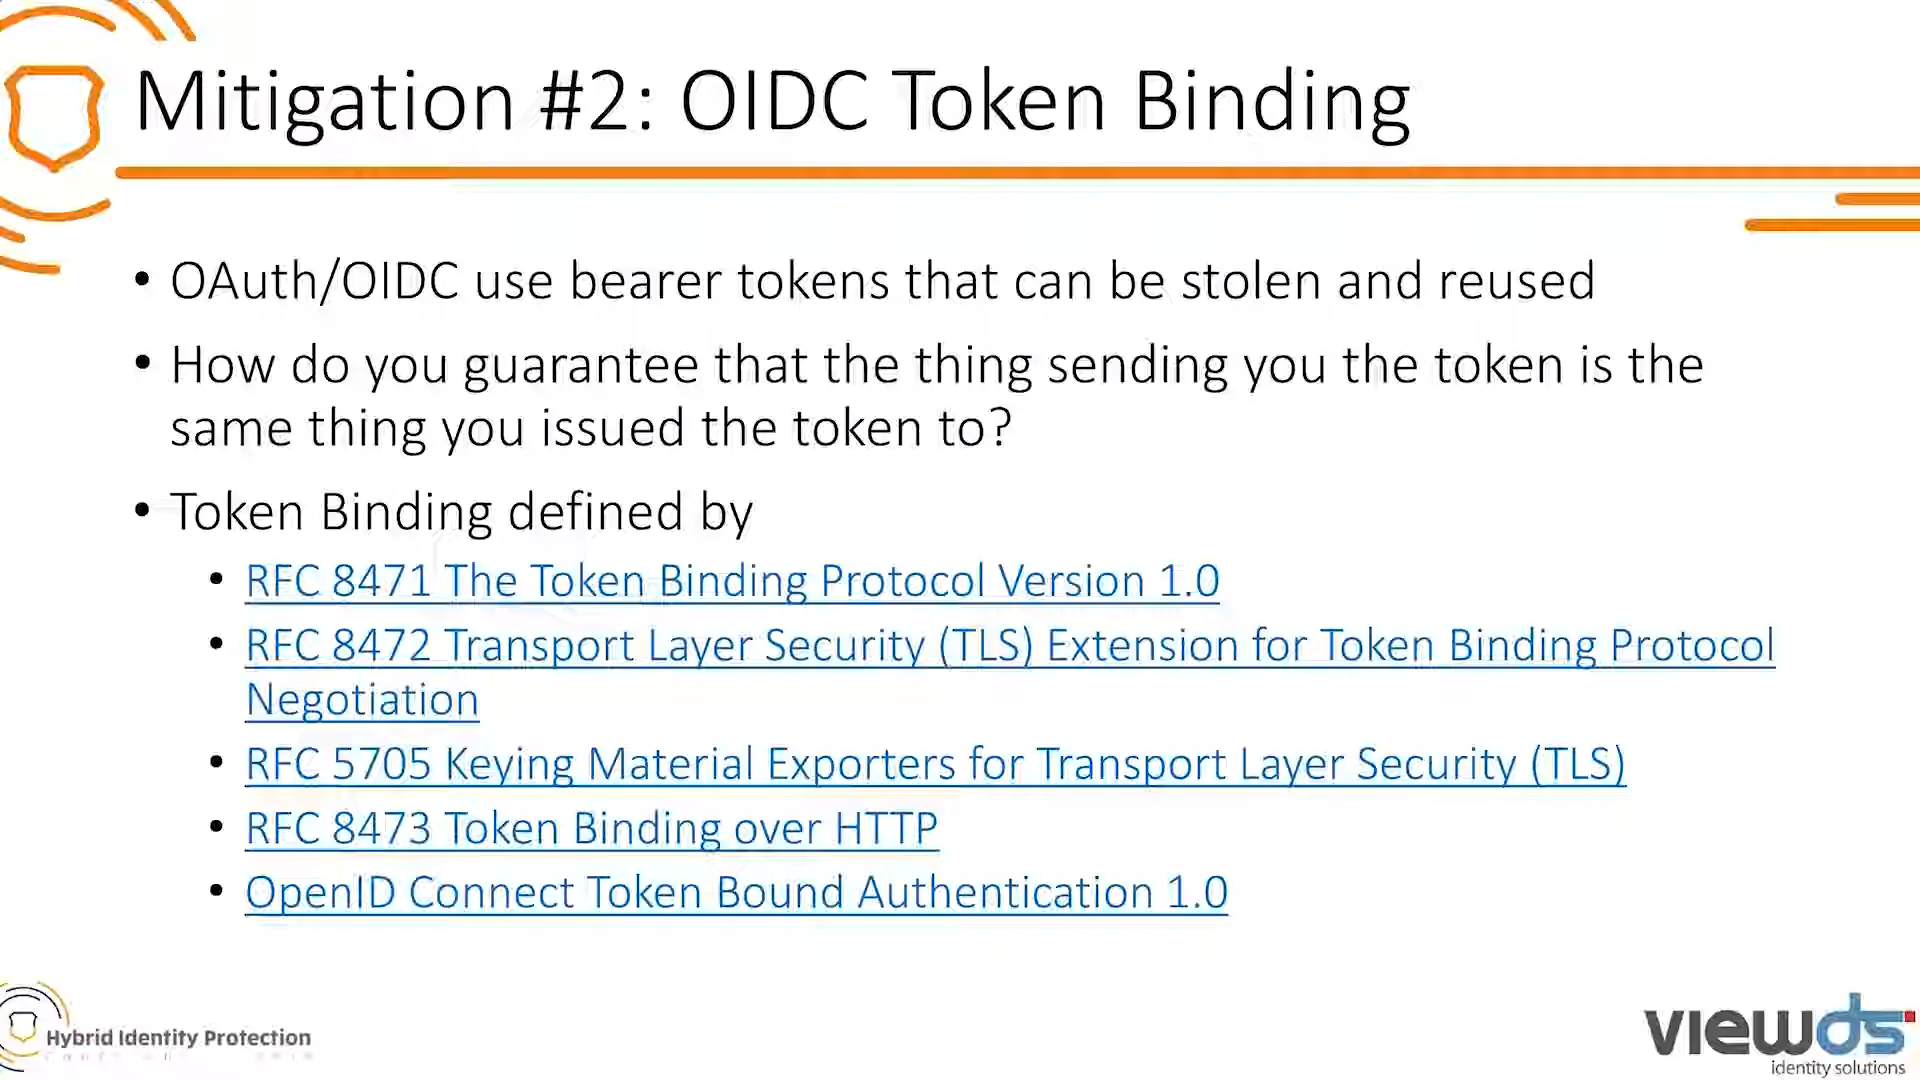 Mitigation #2: OIDC Token Binding
• OAuth/OIDC use bearer tokens that can be stolen and reused
• How do you guarantee that the thing sending you the token is the
same thing you issued the token to?
• Token Binding defined by
• RFC 8471 The Token Binding Protocol Version 1.0
• RFC 8472 Transport Layer Security (TLS) Extension for Token Binding Protocol
Negotiation
• RFC 5705 Keying Material Exporters for Transport Layer Security (TLS)
• RFC 8473 Token Binding over HTTP
• OpenID Connect Token Bound Authentication 1.0
Hybrid Identity Protection
viewds
identity solutions